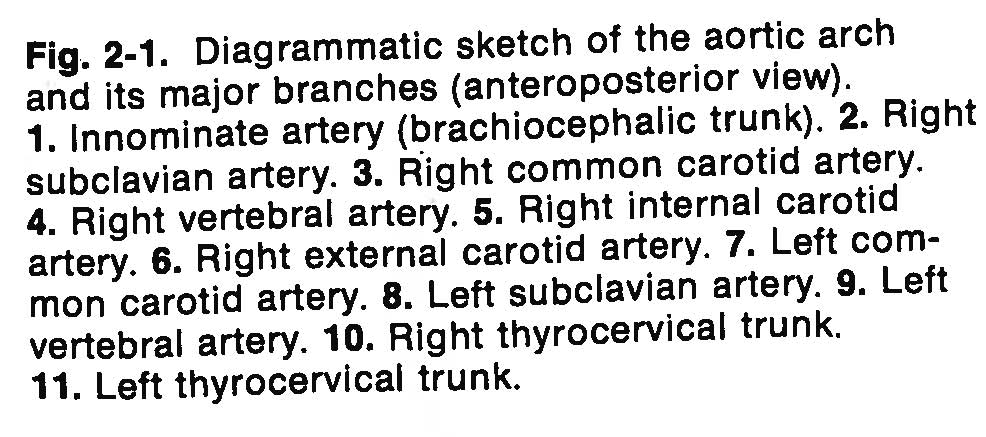 Fig. 2-1. Diagrammatic sketch of the aortic arch
and its major branches (anteroposterior view).
1. Innominate artery (brachiocephalic trunk). 2. Right
subclavian artery. 3. Right common carotid artery.
4. Right vertebral artery. 5. Right internal carotid
artery. 6. Right external carotid artery. 7. Left com-
mon carotid artery. 8. Left subclavian artery. 9. Left
vertebral artery. 10. Right thyrocervical trunk.
11. Left thyrocervical trunk.